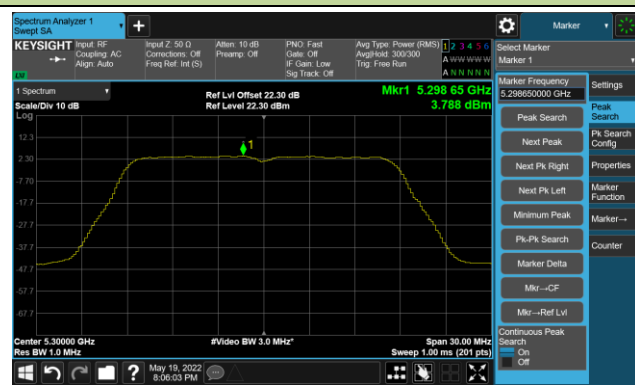 Spectrum Analyzer 1
Swept SA
+
Marker
KEYSIGHT
Input: RF
Coupling: AC
Align: Auto
Input Z: 50 Ω
Corrections: Off
Freq Ref: Int (S)
Atten: 10 dB
Preamp: Off
PNO: Fast
Gate: Off
IF Gain: Low
Sig Track: Off
Avg Type: Power (RMS)
Avg|Hold: 300/300
Trig: Free Run
1 2 3 4 5 6
A W W W W W
A N N N N N
LV
Select Marker
Marker 1
1 Spectrum
Scale/Div 10 dB
Log
Ref Lvl Offset 22.30 dB
Ref Level 22.30 dBm
Mkr1 5.298 65 GHz
3.788 dBm
1
12.3
2.30
-7.70
-17.7
-27.7
-37.7
-47.7
-57.7
-67.7
Center 5.30000 GHz
Res BW 1.0 MHz
#Video BW 3.0 MHz*
Span 30.00 MHz
Sweep 1.00 ms (201 pts)
Marker Frequency
5.298650000 GHz
Peak Search
Next Peak
Next Pk Right
Next Pk Left
Minimum Peak
Pk-Pk Search
Marker Delta
Mkr→CF
Mkr→Ref Lvl
Continuous Peak
Search
On
Off
Settings
Peak
Search
Pk Search
Config
Properties
Marker
Function
Marker→
Counter
?
May 19, 2022
8:06:03 PM